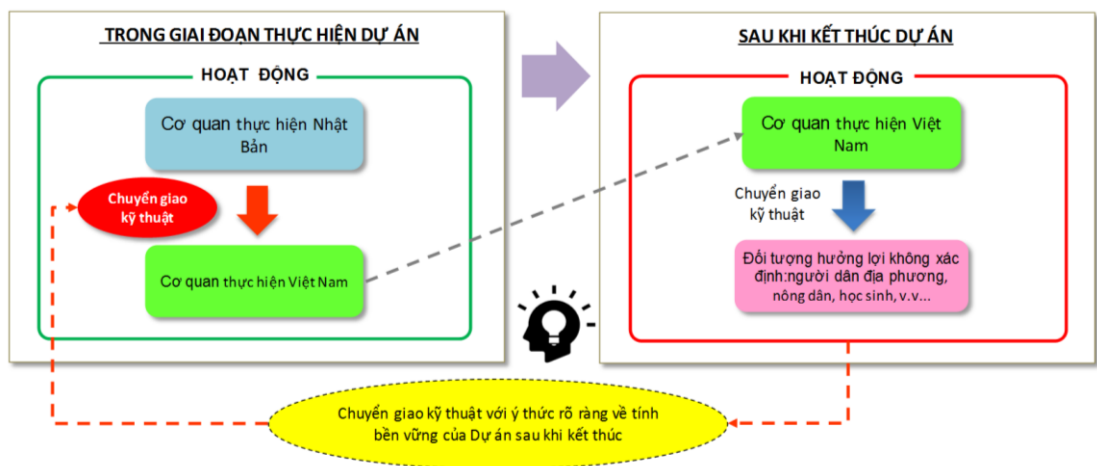 TRONG GIAI ĐOẠN THỰC HIỆN DỰ ÁN
HOẠT ĐỘNG
Cơ quan thực hiện Nhật
Bản
Chuyển giao
kỹ thuật
Cơ quan thực hiện Việt Nam
SAU KHI KẾT THÚC DỰ ÁN
HOẠT ĐỘNG
Cơ quan thực hiện Việt
Nam
Chuyển giao
kỹ thuật
Đối tượng hưởng lợi không xác
định:người dân địa phương,
nông dân, học sinh, v.v...
Chuyển giao kỹ thuật với ý thức rõ ràng về tính
bền vững của Dự án sau khi kết thúc